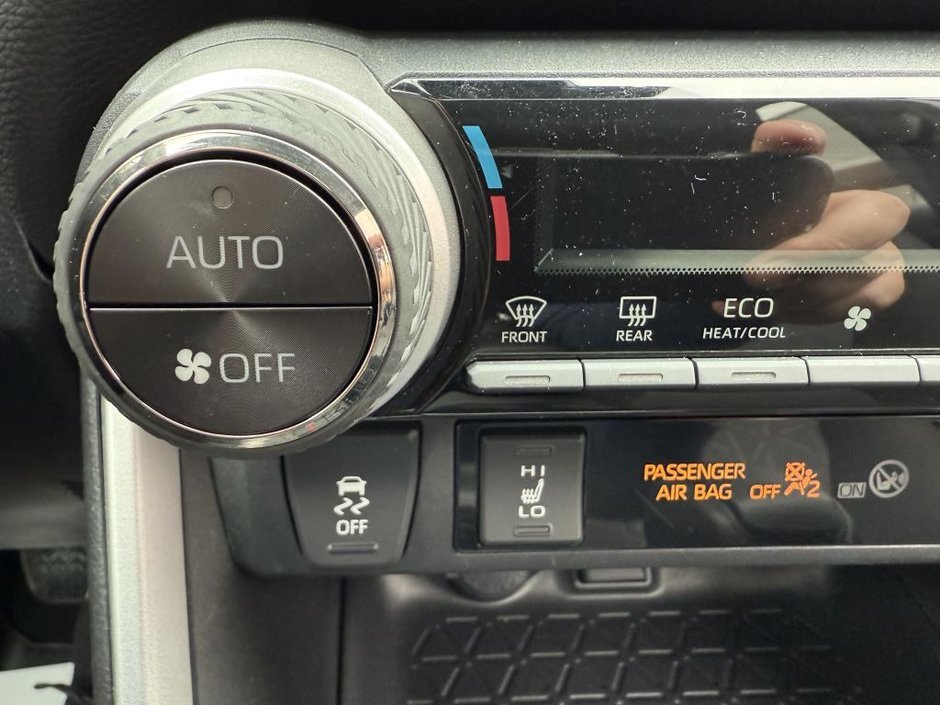 AUTO
OFF
FRONT
REAR
ECO
HEAT/COOL
OFF
HI
LO
PASSENGER
AIR BAG
OFF
2
ON